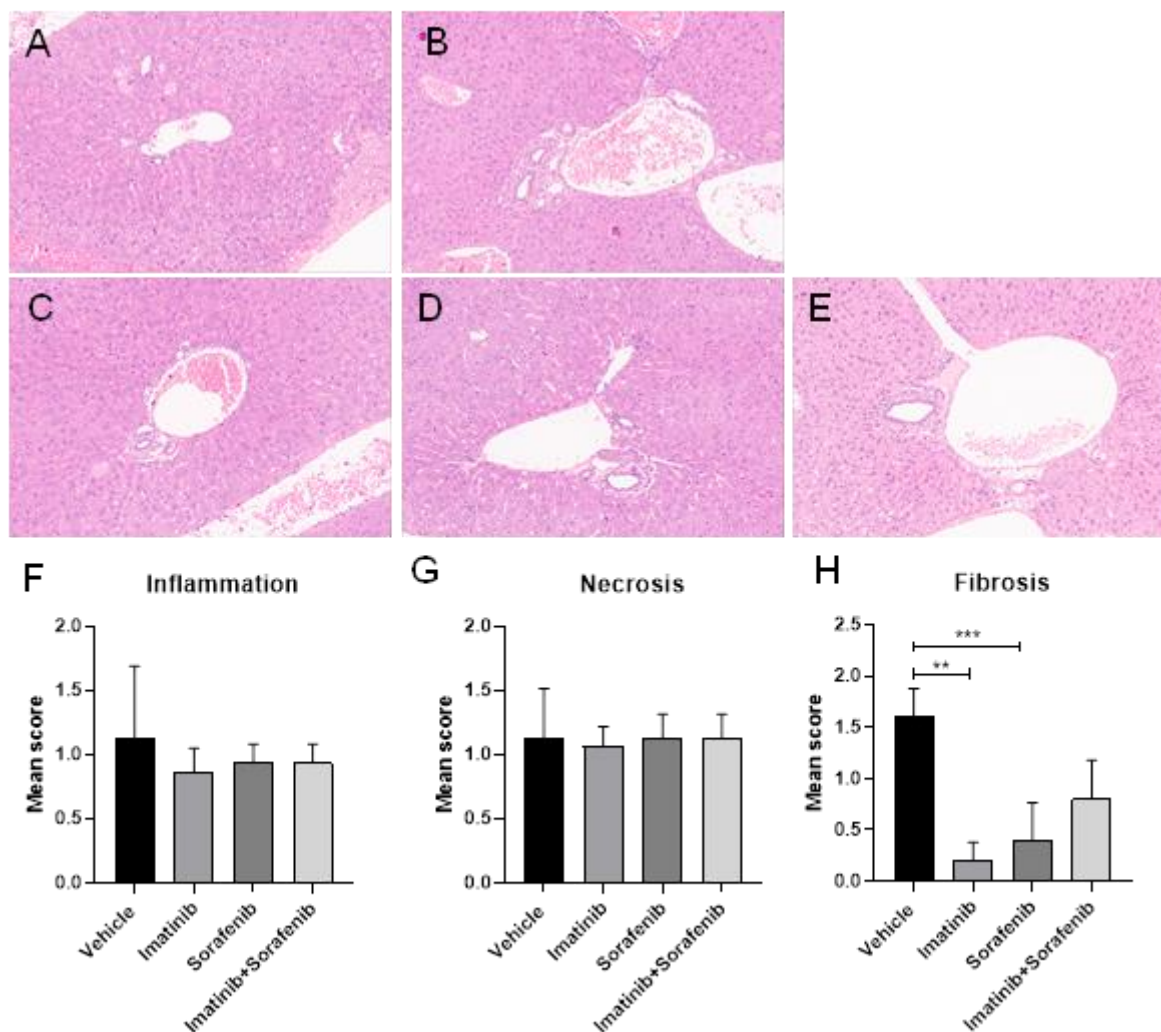 A
B
C
D
E
F
Inflammation
Mean score
2.0
1.5
1.0
0.5
0.0
Vehicle
Imatinib
Sorafenib
Imatinib+Sorafenib
G
Necrosis
Mean score
2.0
1.5
1.0
0.5
0.0
Vehicle
Imatinib
Sorafenib
Imatinib+Sorafenib
H
Fibrosis
Mean score
2.5
2.0
1.5
1.0
0.5
0.0
***
**
Vehicle
Imatinib
Sorafenib
Imatinib+Sorafenib